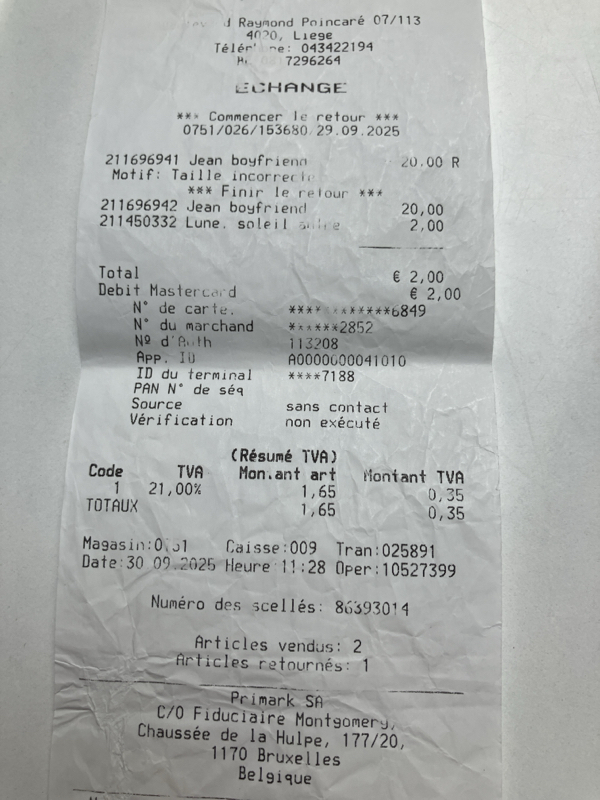 d Raymond Poincaré 07/113
4020, Liege
043422194
7296264
ECHANGE
*** Commencer le retour ***
0751/026/153680 29.09.2025
211696941 Jean boyfriend 20.00 R
Motif: Taille incorrecte
*** Finir le retour ***
211696942 Jean boyfriend 20,00
211450332 Lune. soleil autre 2,00
Total € 2,00
Debit Mastercard € 2,00
N° de carte. ************6849
N° du marchand ******2852
Nº d'Auth 113208
App. ID A0000000041010
ID du terminal ****7188
PAN N° de séq
Source sans contact
Vérification non exécuté
(Résumé TVA)
Code TVA Montant art Montant TVA
1 21,00% 1,65 0,35
TOTAUX 1,65 0,35
Magasin: Caisse:009 Tran:025891
Date:30 09.2025 Heure:11:28 Oper:10527399
Numéro des scellés: 86393014
Articles vendus: 2
Articles retournés: 1
Primark SA
C/O Fiduciaire Montgomery,
Chaussée de la Hulpe, 177/20,
1170 Bruxelles
Belgique